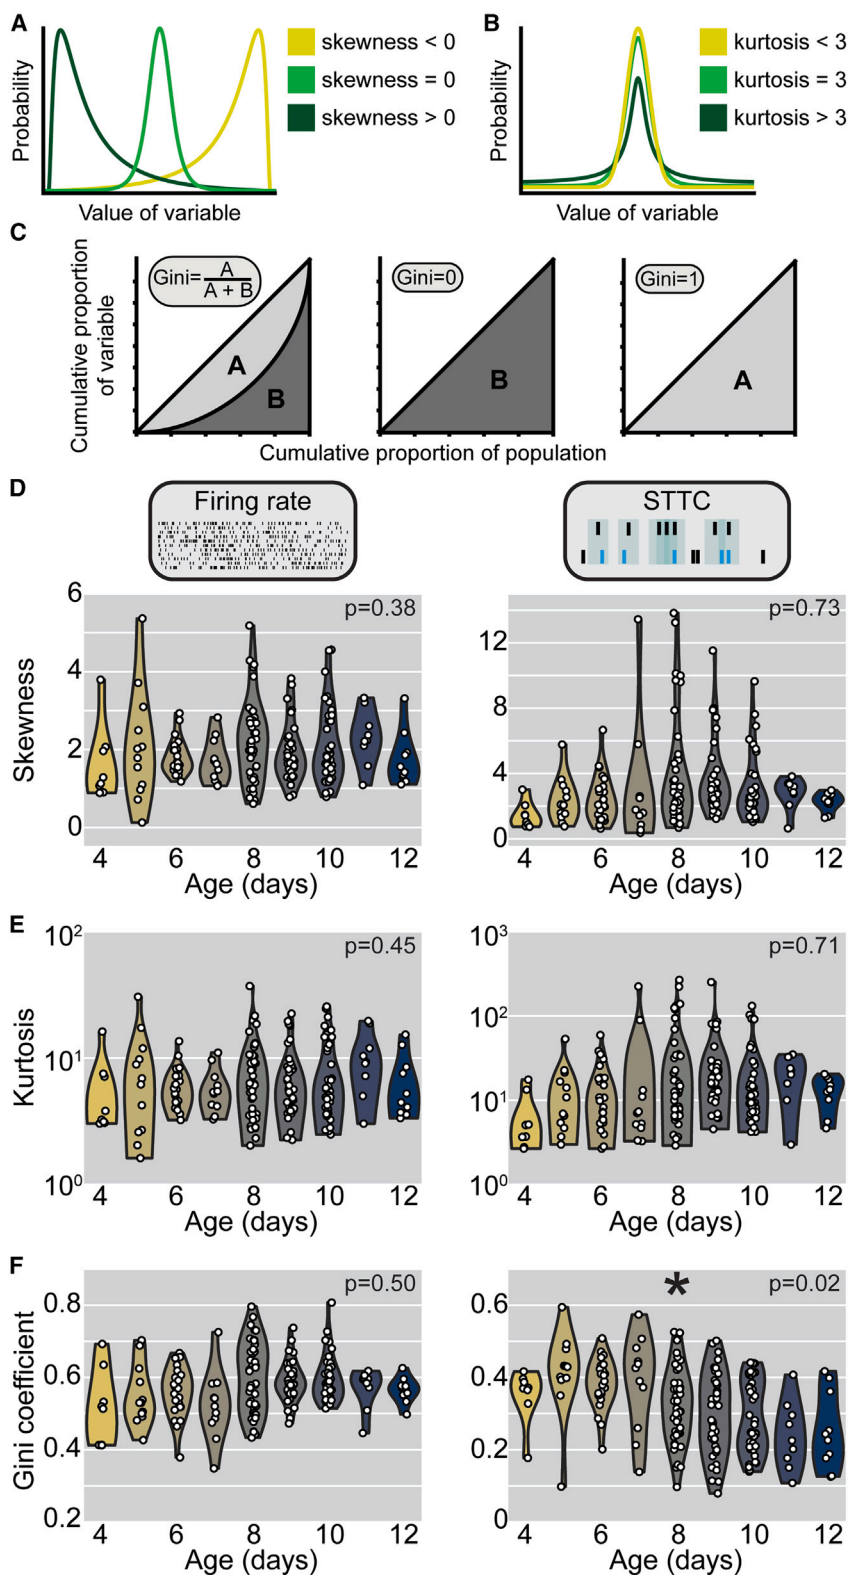 A
Probability
Value of variable
skewness < 0
skewness = 0
skewness > 0
B
Probability
Value of variable
kurtosis < 3
kurtosis = 3
kurtosis > 3
C
Cumulative proportion
of variable
Gini= A
A + B
A
B
Gini=0
B
Gini=1
A
Cumulative proportion of population
D
Firing rate
STTC
Skewness
6
4
2
0
p=0.38
4 6 8 10 12
Age (days)
12
8
4
0
p=0.73
4 6 8 10 12
Age (days)
E
Kurtosis
10²
10¹
10⁰
p=0.45
4 6 8 10 12
Age (days)
10³
10²
10¹
10⁰
p=0.71
4 6 8 10 12
Age (days)
F
Gini coefficient
0.8
0.6
0.4
0.2
p=0.50
4 6 8 10 12
Age (days)
0.6
0.4
0.2
0
*
p=0.02
4 6 8 10 12
Age (days)